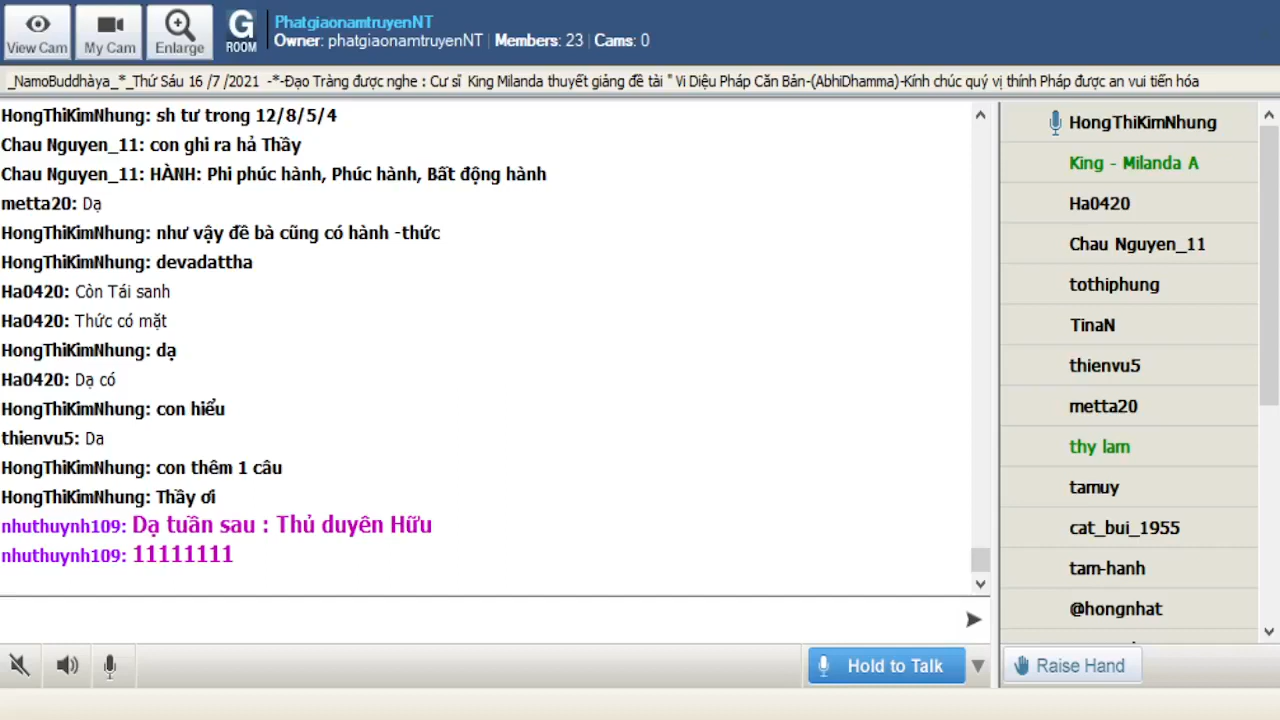 View Cam
My Cam
Enlarge
G
ROOM
PhatgiaonamtruyenNT
Owner: phatgiaonamtruyenNT | Members: 23 | Cams: 0
_NamoBuddhàya_*_Thứ Sáu 16 /7 /2021 -*-Đạo Tràng được nghe : Cư sĩ King Milanda thuyết giảng đề tài " Vi Diệu Pháp Căn Bản-(AbhiDhamma)-Kính chúc quý vị thính Pháp được an vui tiến hóa
HongThiKimNhung: sh tư trong 12/8/5/4
Chau Nguyen_11: con ghi ra hả Thầy
Chau Nguyen_11: HÀNH: Phi phúc hành, Phúc hành, Bất động hành
metta20: Dạ
HongThiKimNhung: như vậy đề bà cũng có hành -thức
HongThiKimNhung: devadattha
Ha0420: Còn Tái sanh
Ha0420: Thức có mặt
HongThiKimNhung: dạ
Ha0420: Dạ có
HongThiKimNhung: con hiểu
thienvu5: Da
HongThiKimNhung: con thêm 1 câu
HongThiKimNhung: Thầy ơi
nhuthuynh109: Dạ tuần sau : Thủ duyên Hữu
nhuthuynh109: 11111111
HongThiKimNhung
King - Milanda A
Ha0420
Chau Nguyen_11
tothiphung
TinaN
thienvu5
metta20
thy lam
tamuy
cat_bui_1955
tam-hanh
@hongnhat
Hold to Talk
Raise Hand